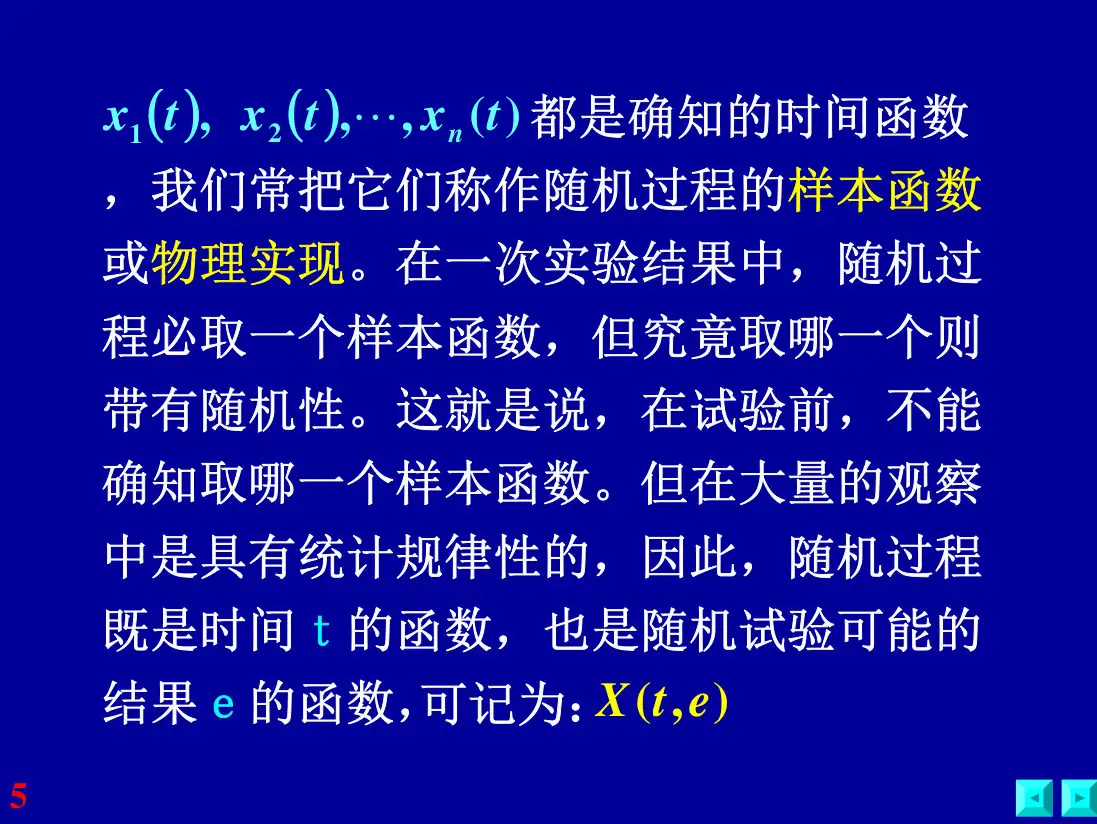 x₁(t), x₂(t),⋯,xₙ(t) 都是确知的时间函数
，我们常把它们称作随机过程的样本函数
或物理实现。在一次实验结果中，随机过
程必取一个样本函数，但究竟取哪一个则
带有随机性。这就是说，在试验前，不能
确知取哪一个样本函数。但在大量的观察
中是具有统计规律性的，因此，随机过程
既是时间 t 的函数，也是随机试验可能的
结果 e 的函数，可记为：X(t,e)
5